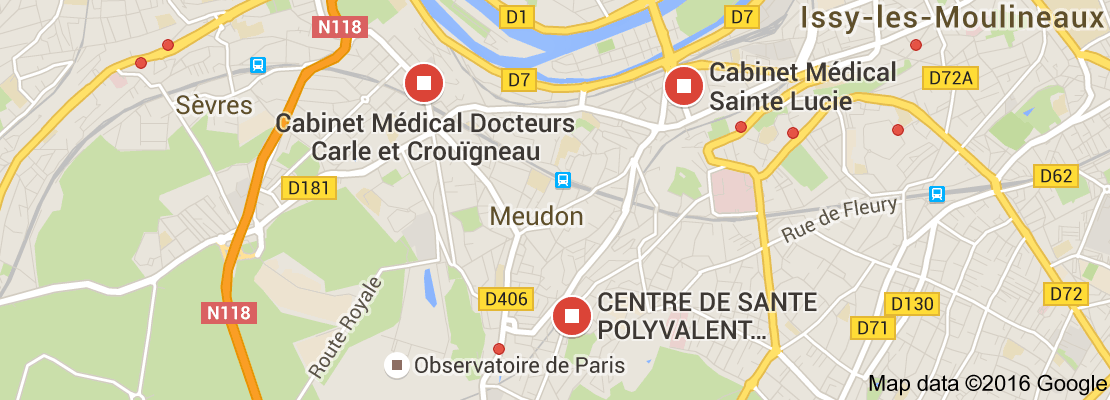 D1
D7
Issy-les-Moulineaux
N118
D7
Cabinet Médical
Sainte Lucie
D72A
Sèvres
Cabinet Médical Docteurs
Carle et Crouïgneau
D181
D62
Meudon
Rue de Fleury
N118
Route Royale
D406
CENTRE DE SANTE
POLYVALENT...
D130
D72
D71
Observatoire de Paris
Map data ©2016 Google